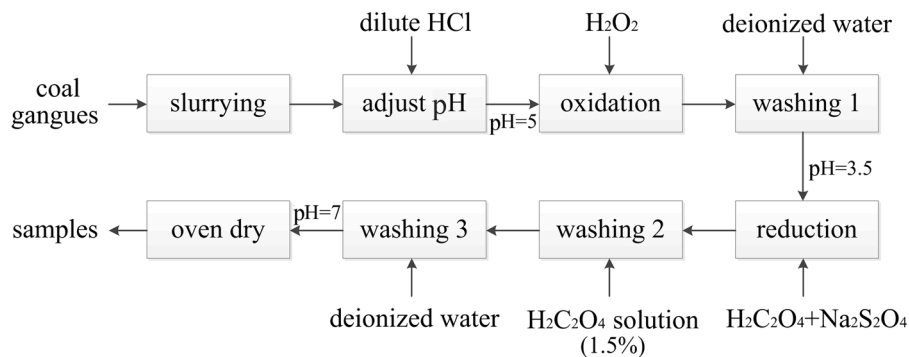 dilute HCl
H₂O₂
deionized water
coal
gangues
slurrying
adjust pH
pH=5
oxidation
washing 1
pH=3.5
samples
oven dry
pH=7
washing 3
washing 2
reduction
deionized water
H₂C₂O₄ solution
(1.5%)
H₂C₂O₄+Na₂S₂O₄